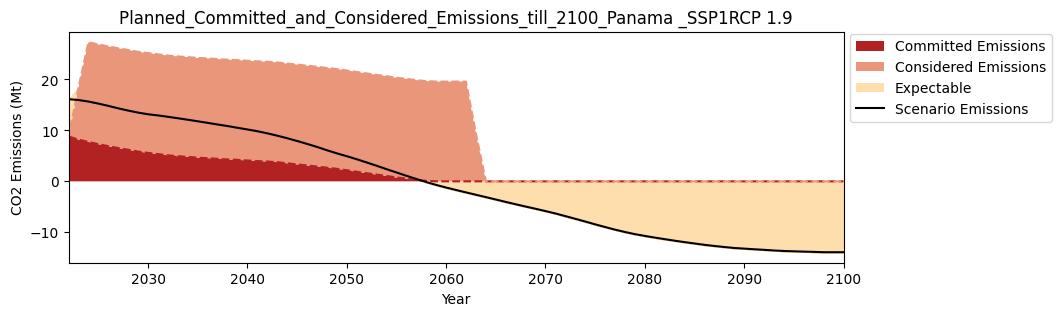 Planned_Committed_and_Considered_Emissions_till_2100_Panama _SSP1RCP 1.9
Committed Emissions
Considered Emissions
Expectable
Scenario Emissions
CO2 Emissions (Mt)
20
10
0
−10
2030
2040
2050
2060
2070
2080
2090
2100
Year